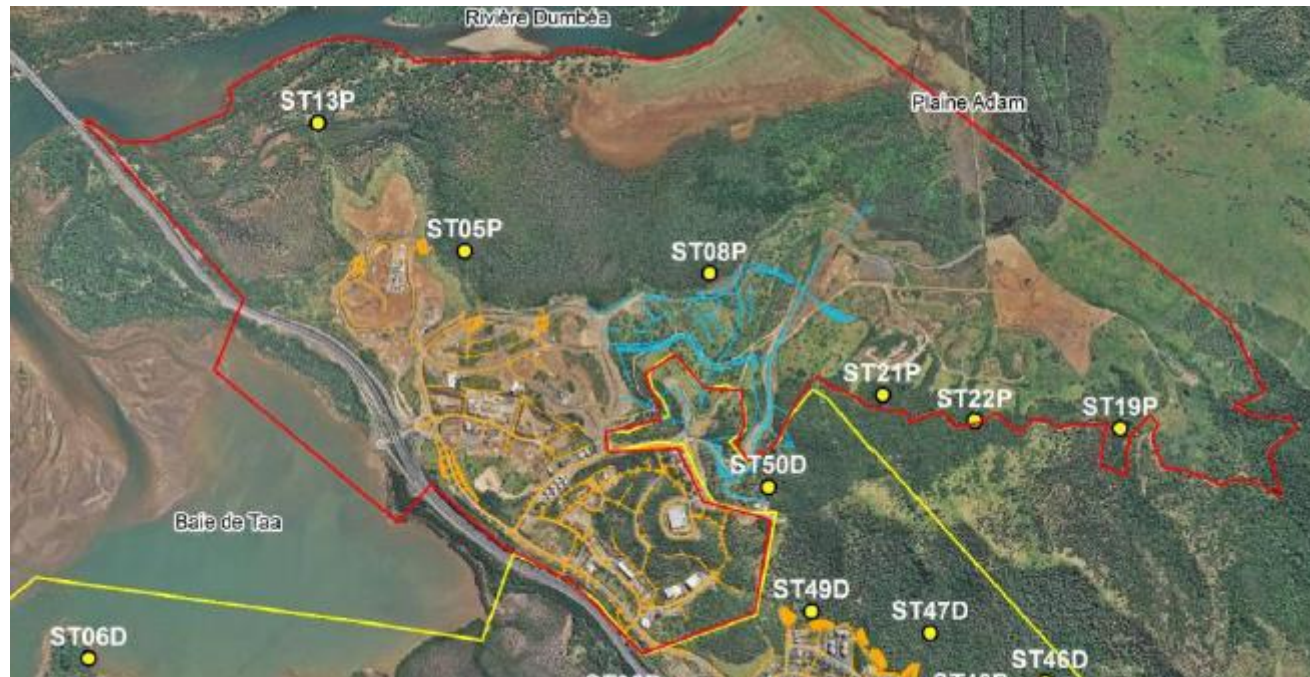 Rivière Dumbéa
ST13P
Plaine Adam
ST05P
ST08P
ST21P
ST22P
ST19P
ST50D
Baie de Taa
ST49D
ST47D
ST06D
ST46D